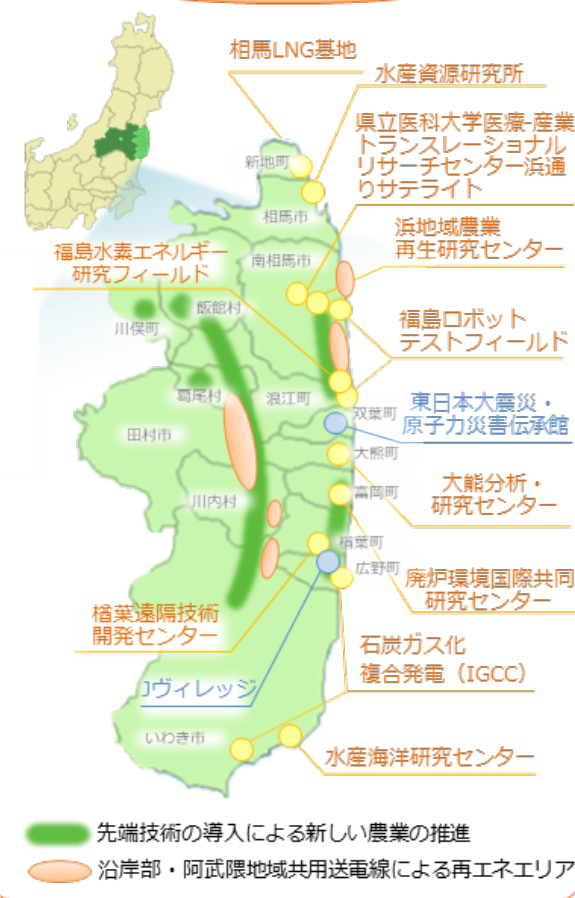 相馬LNG基地
水産資源研究所
県立医科大学医療-産業
トランスレーショナル
リサーチセンター浜通
りサテライト
新地町
相馬市
浜地域農業
再生研究センター
福島水素エネルギー
研究フィールド
南相馬市
飯館村
川俣町
福島ロボット
テストフィールド
葛尾村
浪江町
双葉町
東日本大震災・
原子力災害伝承館
田村市
大熊町
大熊分析・
研究センター
富岡町
川内村
楢葉町
広野町
廃炉環境国際共同
研究センター
楢葉遠隔技術
開発センター
石炭ガス化
複合発電（IGCC）
Jヴィレッジ
いわき市
水産海洋研究センター
先端技術の導入による新しい農業の推進
沿岸部・阿武隈地域共用送電線による再エネエリア